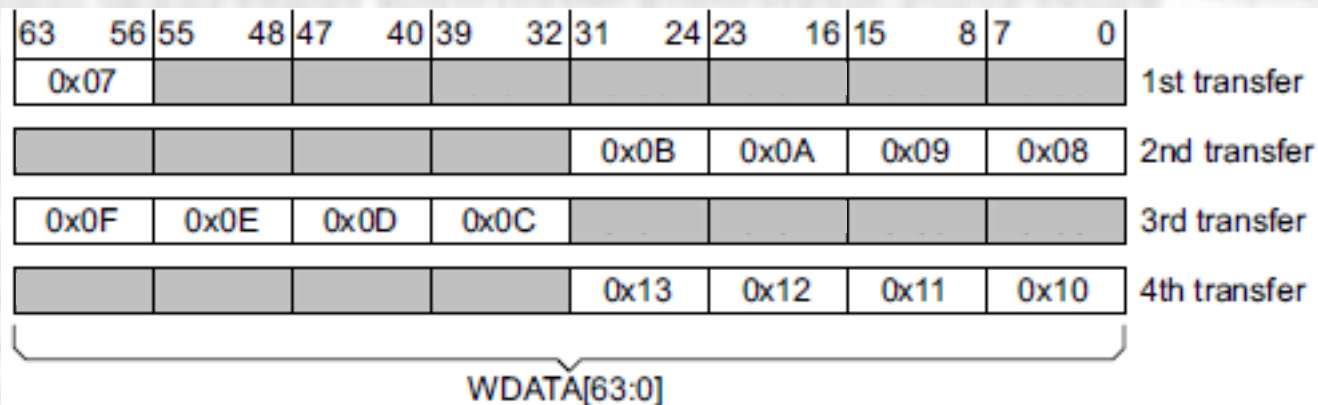 63 56 55 48 47 40 39 32 31 24 23 16 15 8 7 0
0x07 1st transfer
0x0B 0x0A 0x09 0x08 2nd transfer
0x0F 0x0E 0x0D 0x0C 3rd transfer
0x13 0x12 0x11 0x10 4th transfer
WDATA[63:0]